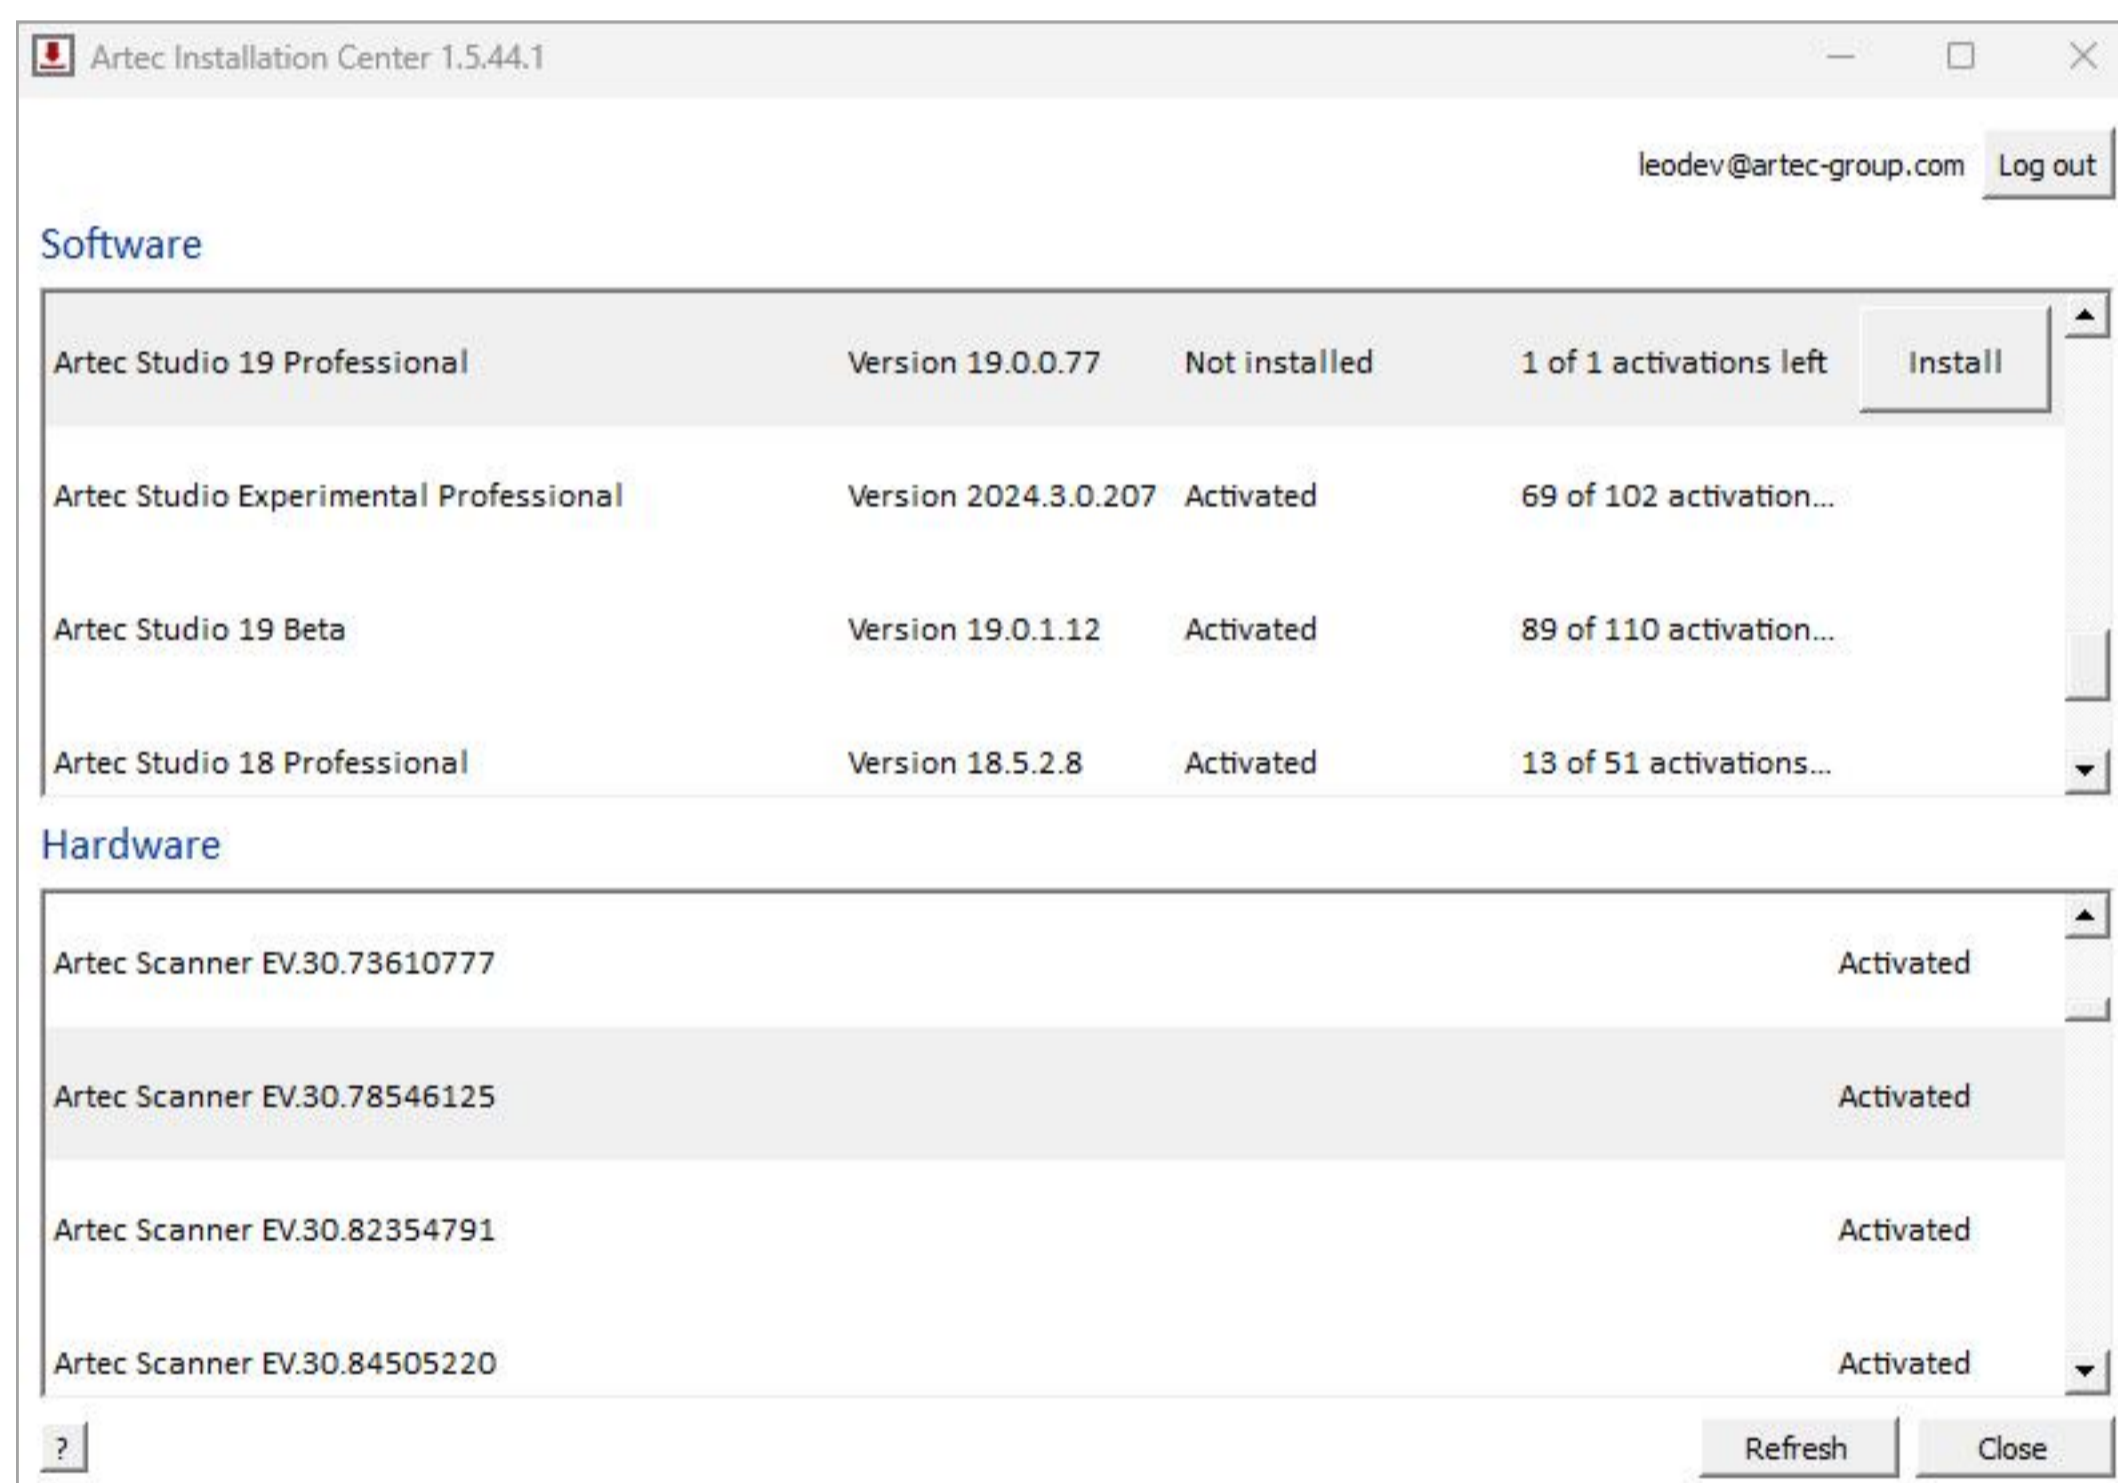 Artec Installation Center 1.5.44.1
leodev@artec-group.com Log out
Software
Artec Studio 19 Professional Version 19.0.0.77 Not installed 1 of 1 activations left Install
Artec Studio Experimental Professional Version 2024.3.0.207 Activated 69 of 102 activation...
Artec Studio 19 Beta Version 19.0.1.12 Activated 89 of 110 activation...
Artec Studio 18 Professional Version 18.5.2.8 Activated 13 of 51 activations...
Hardware
Artec Scanner EV.30.73610777 Activated
Artec Scanner EV.30.78546125 Activated
Artec Scanner EV.30.82354791 Activated
Artec Scanner EV.30.84505220 Activated
? Refresh Close